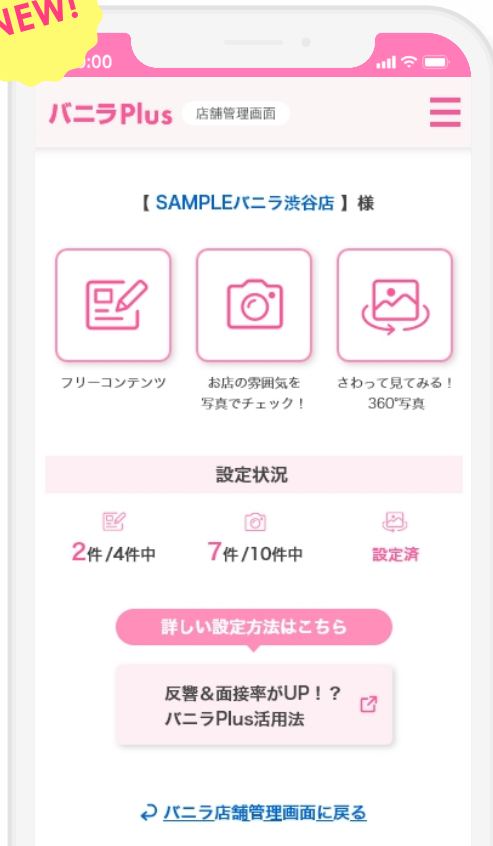 NEW!
:00
バニラPlus 店舗管理画面
【 SAMPLEバニラ渋谷店 】様
フリーコンテンツ
お店の雰囲気を
写真でチェック！
さわって見てみる！
360°写真
設定状況
2件/4件中
7件/10件中
設定済
詳しい設定方法はこちら
反響＆面接率がUP！？
バニラPlus活用法
バニラ店舗管理画面に戻る